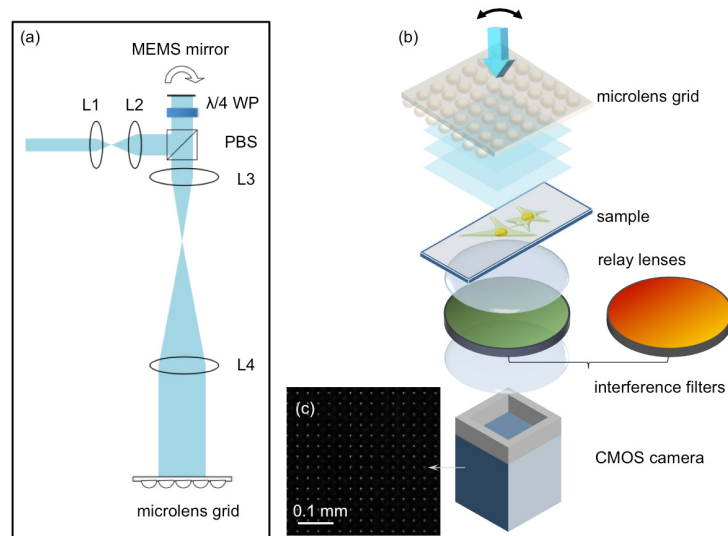 (a)
MEMS mirror
L1
L2
λ/4 WP
PBS
L3
L4
microlens grid
(b)
microlens grid
sample
relay lenses
interference filters
CMOS camera
(c)
0.1 mm